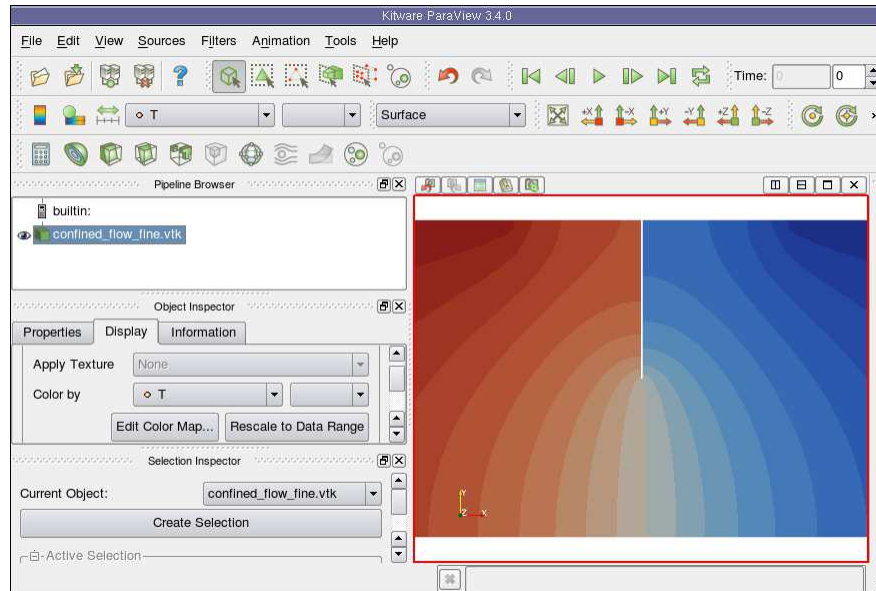 Kitware ParaView 3.4.0
File Edit View Sources Filters Animation Tools Help
Time: 0 0
T
Surface
+X -X +Y -Y +Z -Z
Pipeline Browser
builtin:
confined_flow_fine.vtk
Object Inspector
Properties Display Information
Apply Texture None
Color by T
Edit Color Map... Rescale to Data Range
Selection Inspector
Current Object: confined_flow_fine.vtk
Create Selection
Active Selection
Y
Z X